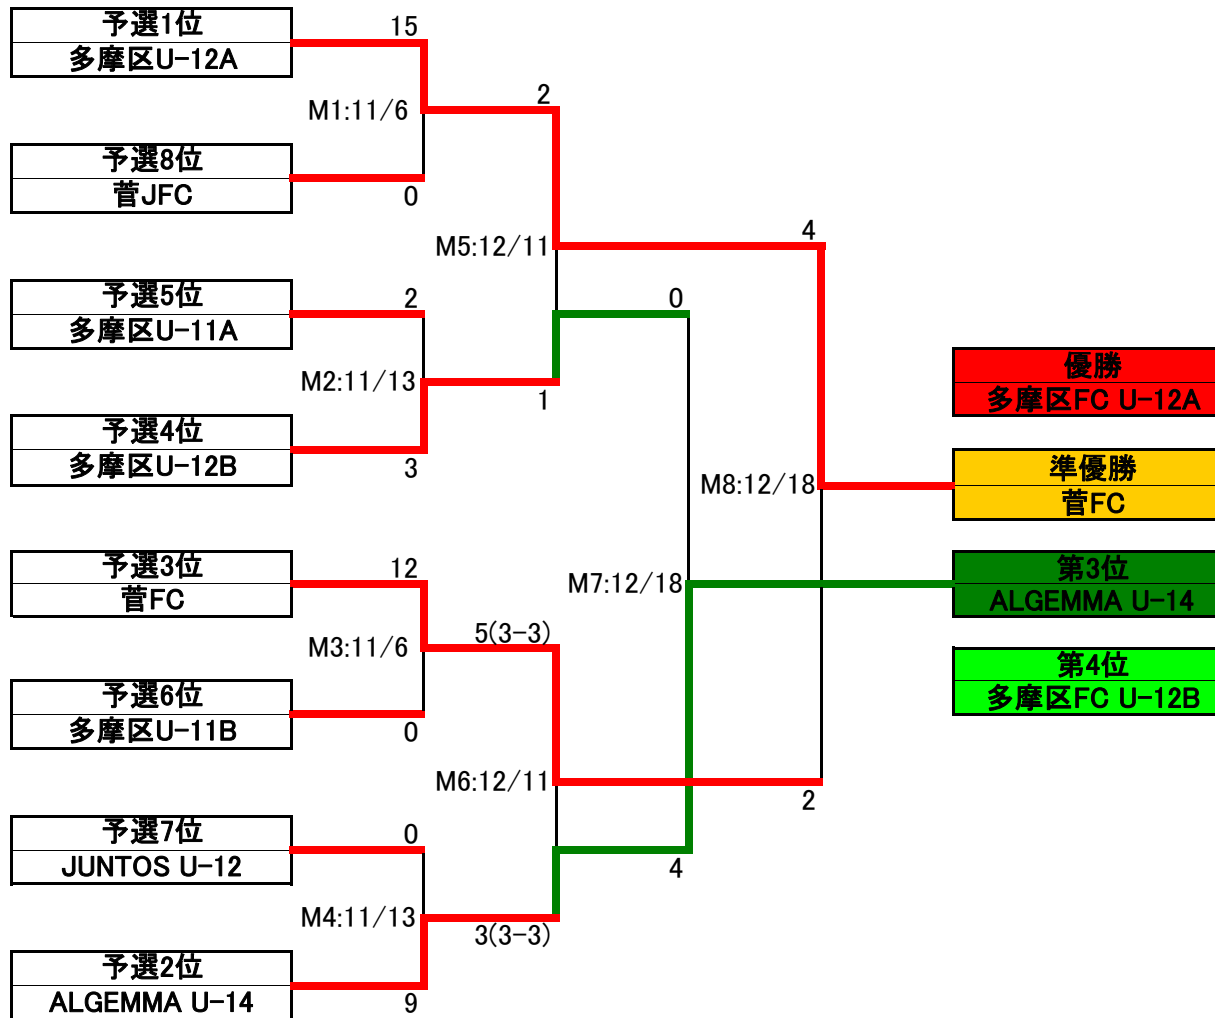 予選1位
多摩区U-12A
15
M1:11/6
予選8位
菅JFC
0
2
M5:12/11
4
予選5位
多摩区U-11A
2
M2:11/13
予選4位
多摩区U-12B
3
1
0
優勝
多摩区FC U-12A
M8:12/18
準優勝
菅FC
予選3位
菅FC
12
M3:11/6
5(3-3)
予選6位
多摩区U-11B
0
M7:12/18
第3位
ALGEMMA U-14
第4位
多摩区FC U-12B
M6:12/11
2
予選7位
JUNTOS U-12
0
M4:11/13
3(3-3)
4
予選2位
ALGEMMA U-14
9